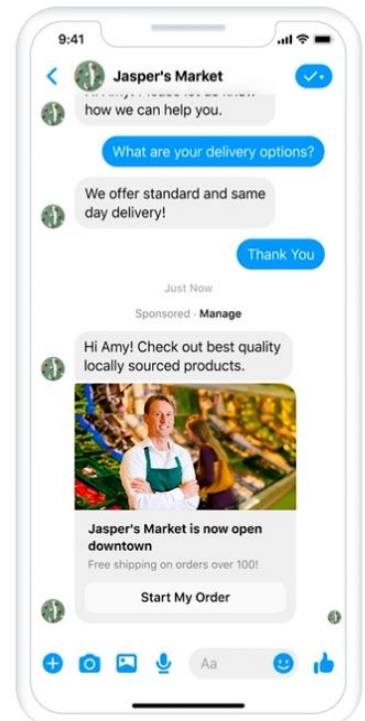 9:41
Jasper's Market
how we can help you.
What are your delivery options?
We offer standard and same
day delivery!
Thank You
Just Now
Sponsored · Manage
Hi Amy! Check out best quality
locally sourced products.
Jasper's Market is now open
downtown
Free shipping on orders over 100!
Start My Order
Aa